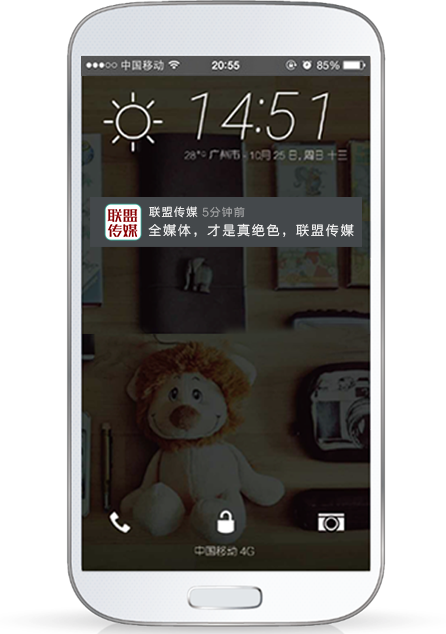 中国移动 20:55 85%
14:51
28° 广州市 - 10月 25 日, 周日 十三
联盟传媒
联盟传媒 5分钟前
全媒体，才是真绝色，联盟传媒
中国移动 4G